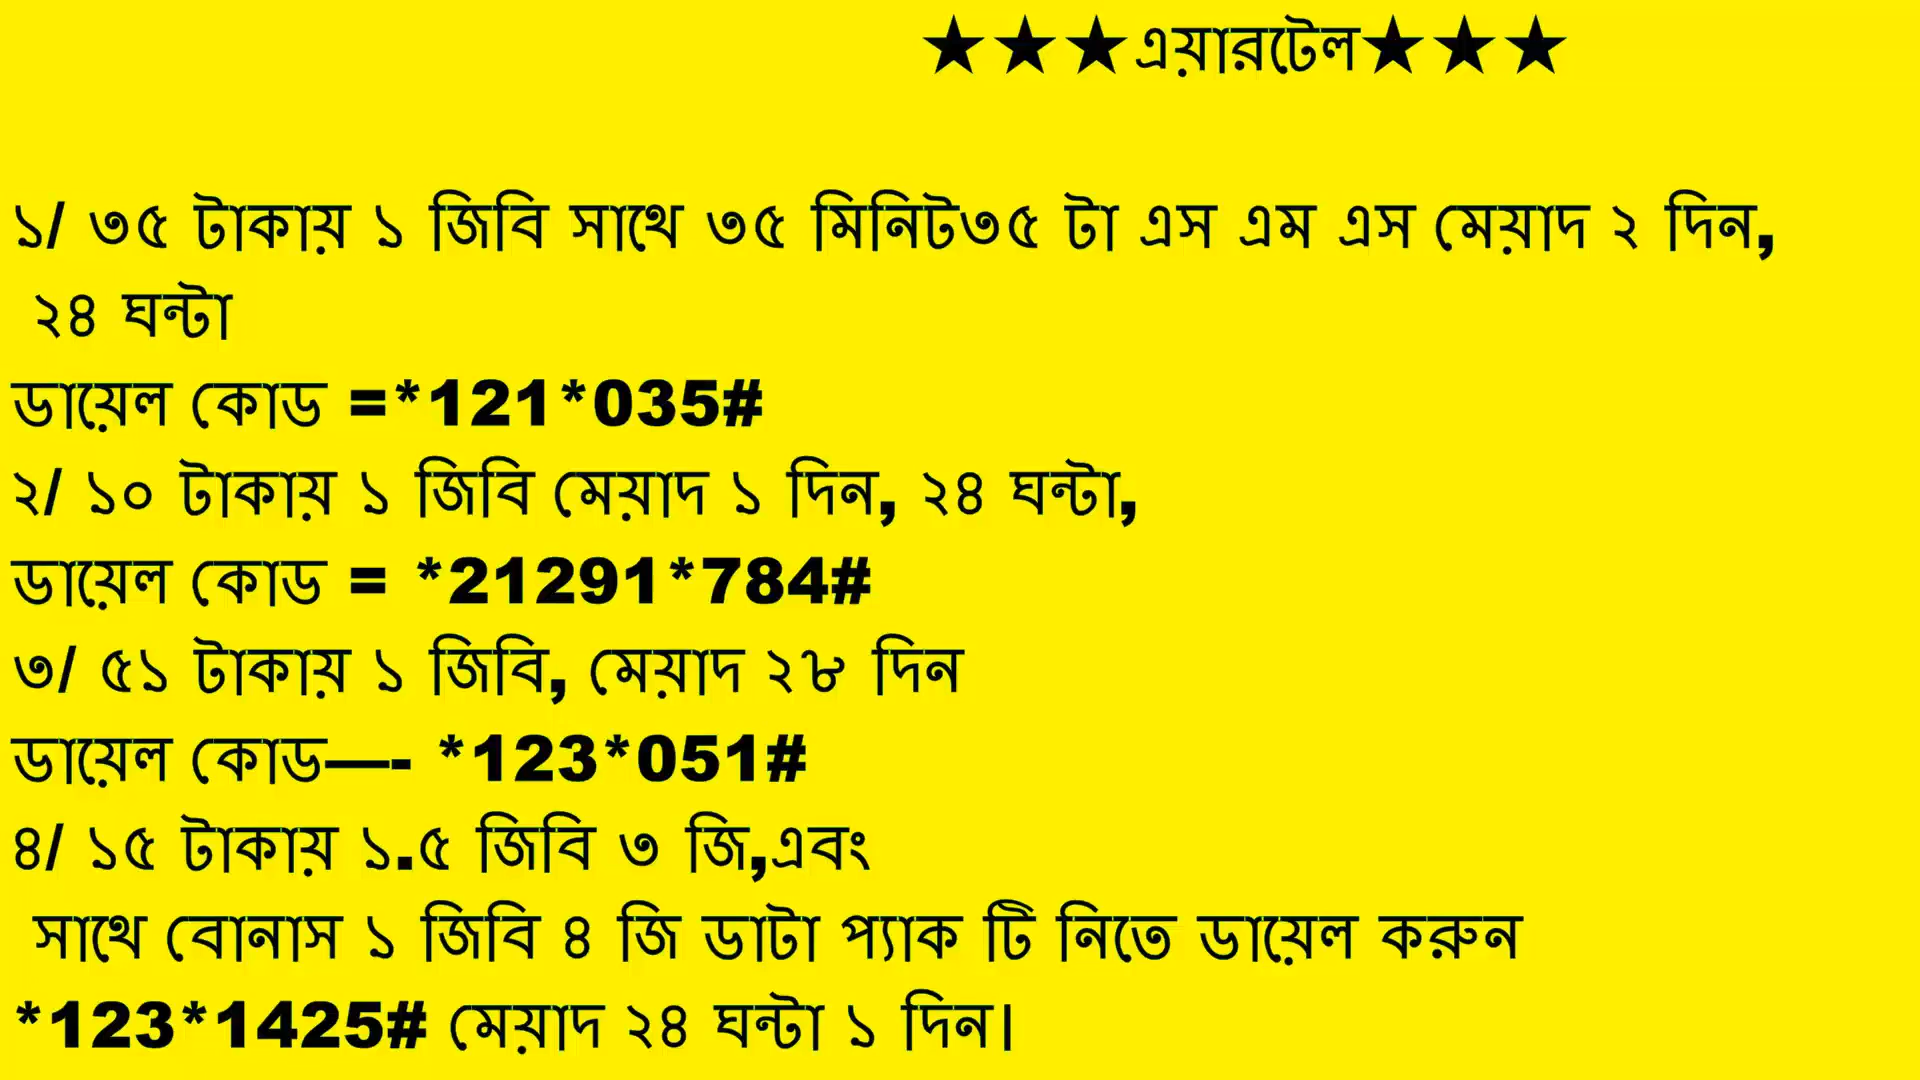 ★★★এয়ারটেল★★★
১/ ৩৫ টাকায় ১ জিবি সাথে ৩৫ মিনিট৩৫ টা এস এম এস মেয়াদ ২ দিন,
২৪ ঘন্টা
ডায়েল কোড =*121*035#
২/ ১০ টাকায় ১ জিবি মেয়াদ ১ দিন, ২৪ ঘন্টা,
ডায়েল কোড = *21291*784#
৩/ ৫১ টাকায় ১ জিবি, মেয়াদ ২৮ দিন
ডায়েল কোড—- *123*051#
৪/ ১৫ টাকায় ১.৫ জিবি ৩ জি,এবং
সাথে বোনাস ১ জিবি ৪ জি ডাটা প্যাক টি নিতে ডায়েল করুন
*123*1425# মেয়াদ ২৪ ঘন্টা ১ দিন।